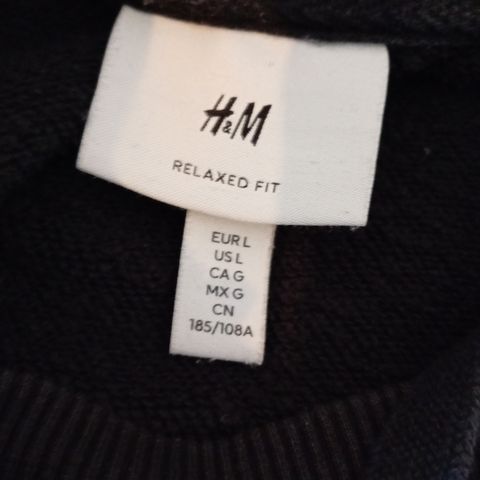 H&M
RELAXED FIT
EUR L
US L
CA G
MX G
CN
185/108A